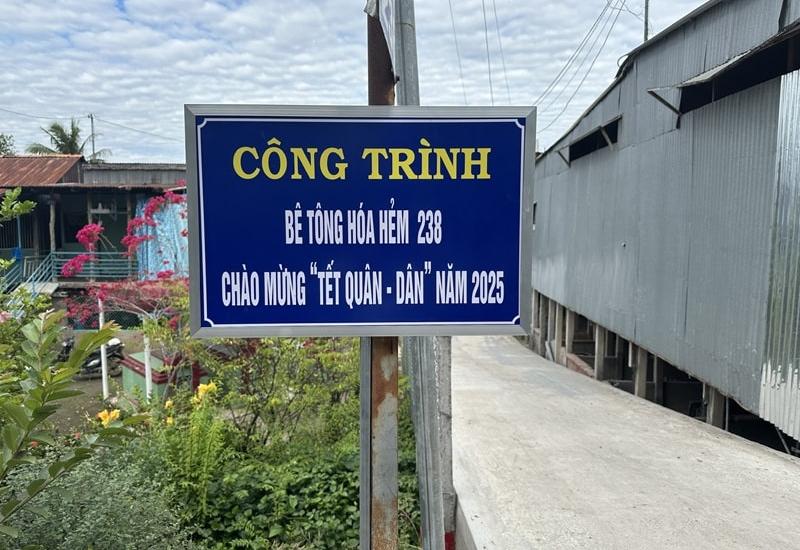 CÔNG TRÌNH
BÊ TÔNG HÓA HẺM 238
CHÀO MỪNG "TẾT QUÂN - DÂN" NĂM 2025